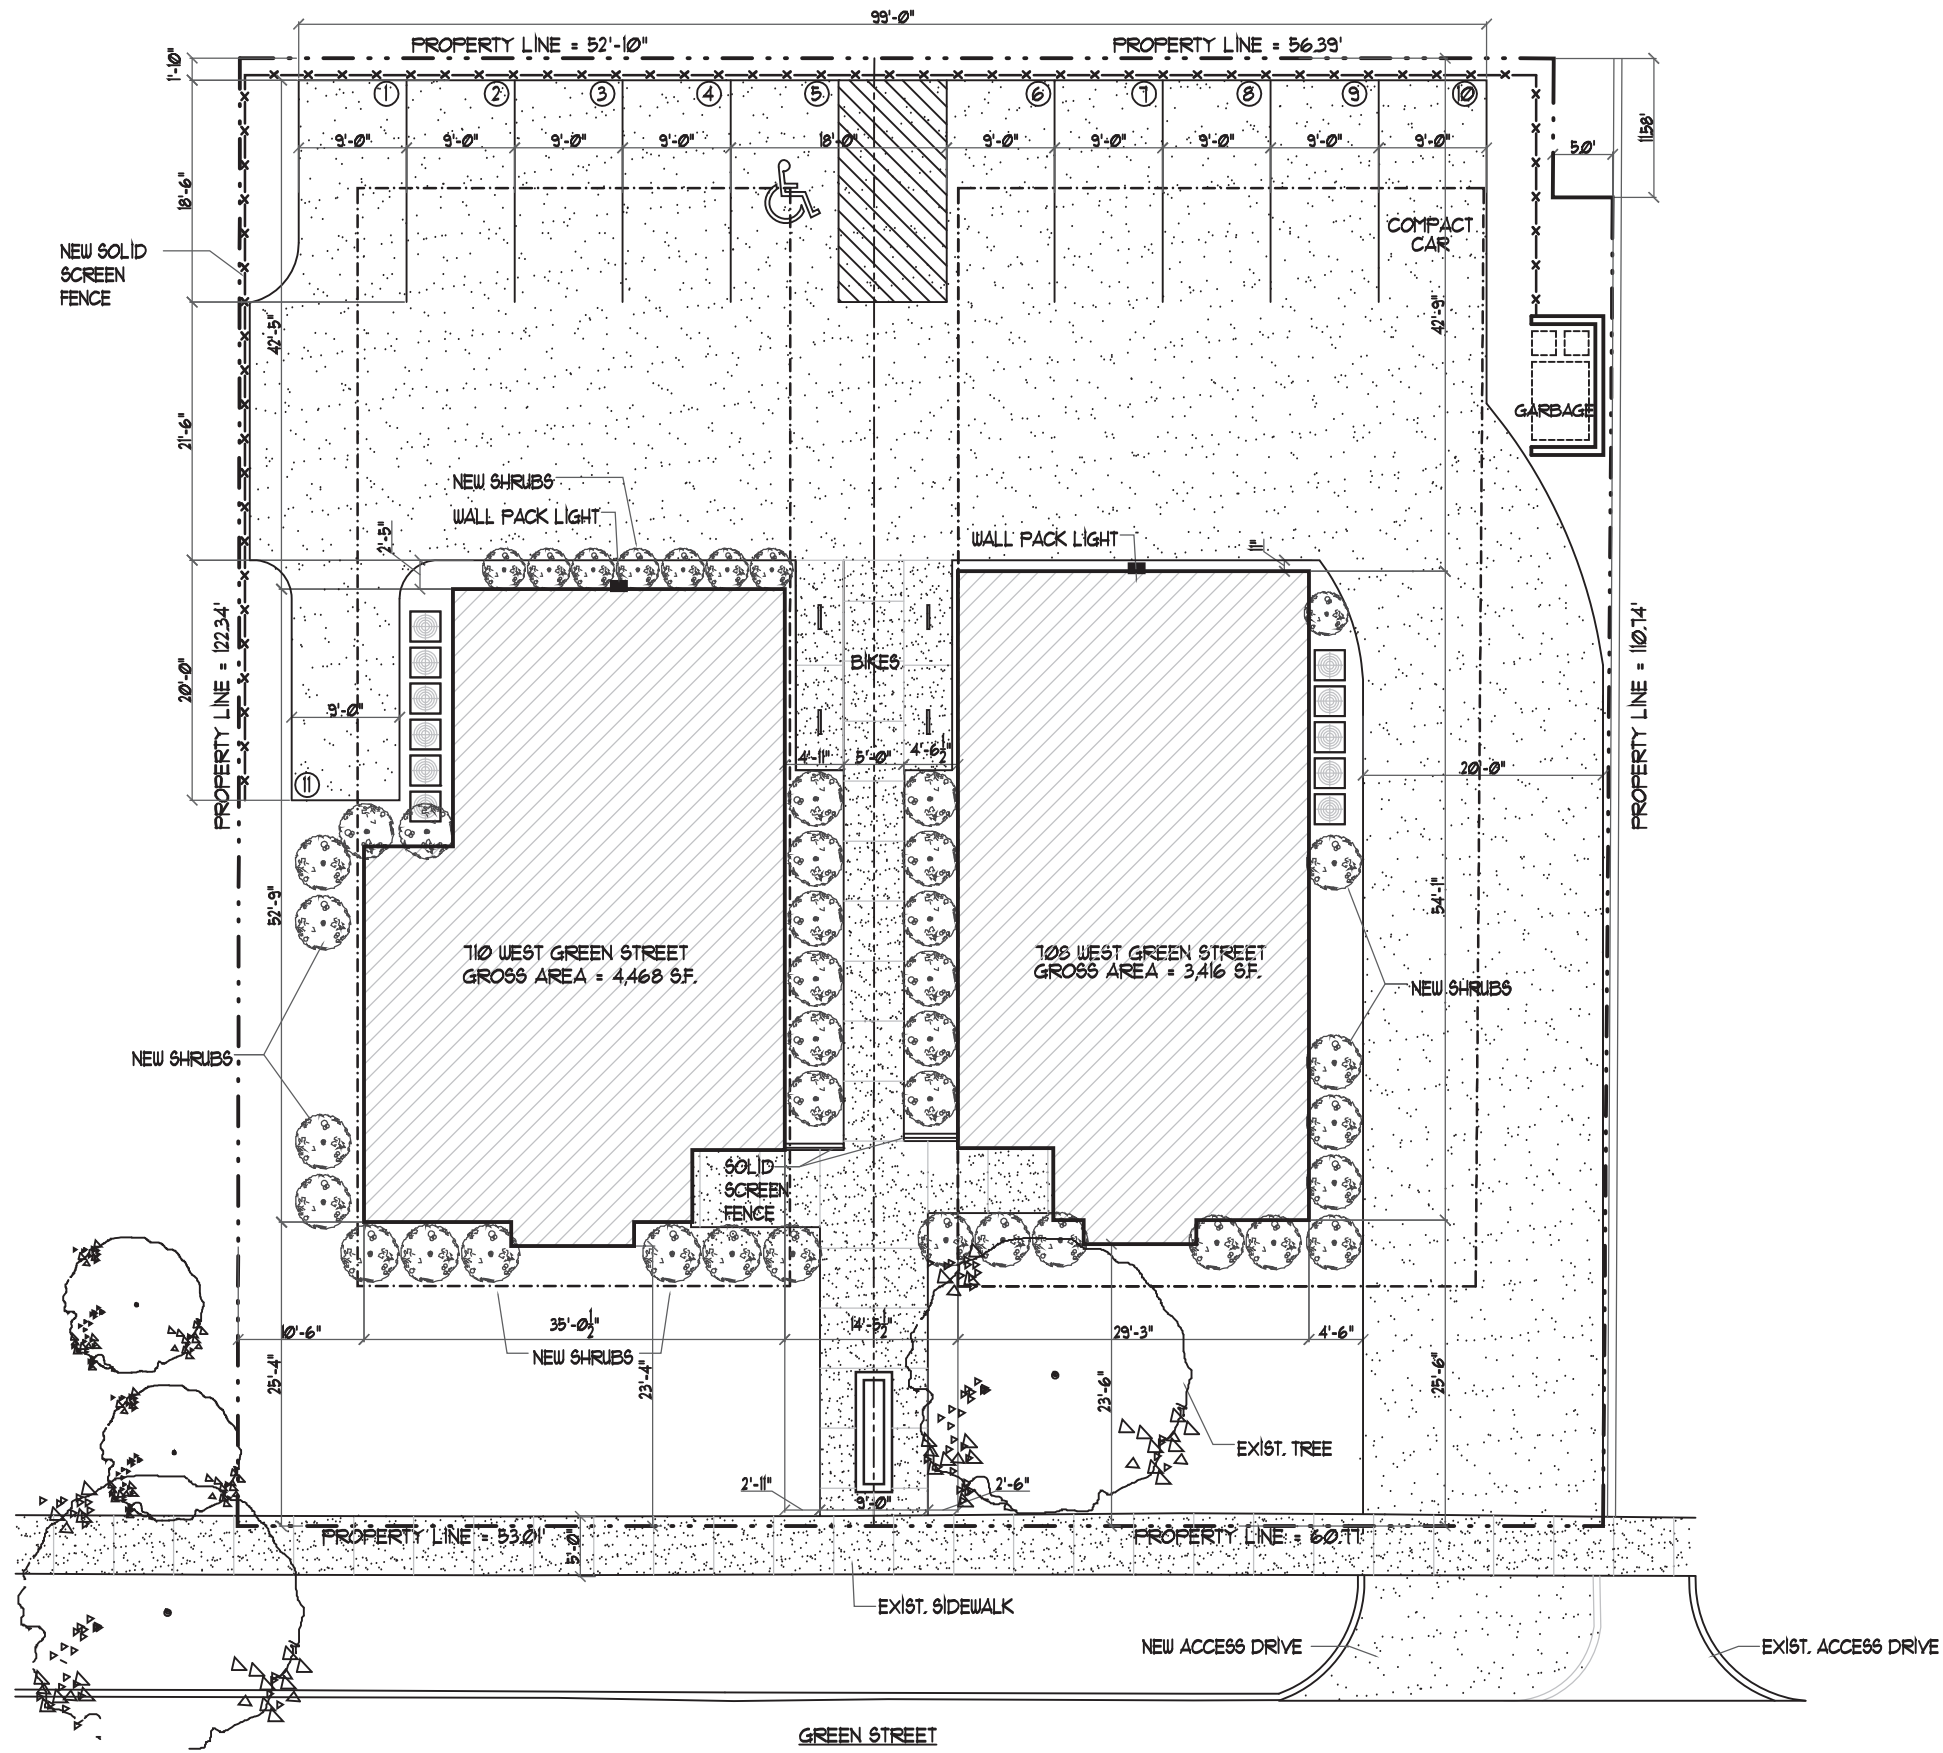 99'-0"
PROPERTY LINE = 52'-10"
PROPERTY LINE = 56.39'
1'-10"
1 2 3 4 5 6 7 8 9 10
11.58'
5.0'
9'-0" 9'-0" 9'-0" 9'-0" 18'-0" 9'-0" 9'-0" 9'-0" 9'-0" 9'-0"
18'-6"
COMPACT
CAR
NEW SOLID
SCREEN
FENCE
42'-5"
42'-9"
21'-6"
GARBAGE
NEW SHRUBS
WALL PACK LIGHT
2'-5"
WALL PACK LIGHT
11"
BIKES
PROPERTY LINE = 122.34'
PROPERTY LINE = 110.74'
20'-0"
9'-0"
4'-11" 5'-0" 4'-6 1/2"
20'-0"
11
52'-9"
54'-1"
710 WEST GREEN STREET
GROSS AREA = 4,468 S.F.
708 WEST GREEN STREET
GROSS AREA = 3,416 S.F.
NEW SHRUBS
NEW SHRUBS
SOLID
SCREEN
FENCE
10'-6" 35'-0 1/2" 14'-5 1/2" 29'-3" 4'-6"
NEW SHRUBS
25'-4"
23'-4"
23'-6"
25'-6"
EXIST. TREE
2'-11" 9'-0" 2'-6"
PROPERTY LINE = 53.01'
5'-0"
PROPERTY LINE = 60.77'
EXIST. SIDEWALK
NEW ACCESS DRIVE
EXIST. ACCESS DRIVE
GREEN STREET